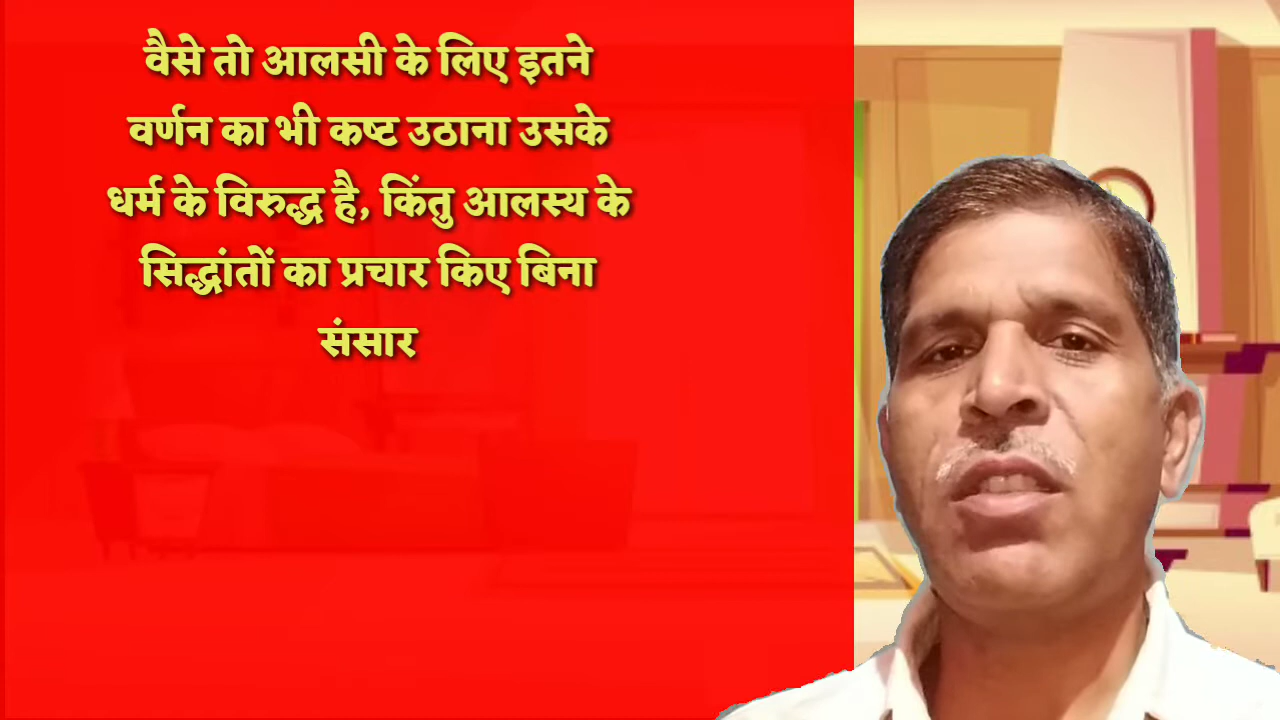 वैसे तो आलसी के लिए इतने
वर्णन का भी कष्ट उठाना उसके
धर्म के विरुद्ध है, किंतु आलस्य के
सिद्धांतों का प्रचार किए बिना
संसार